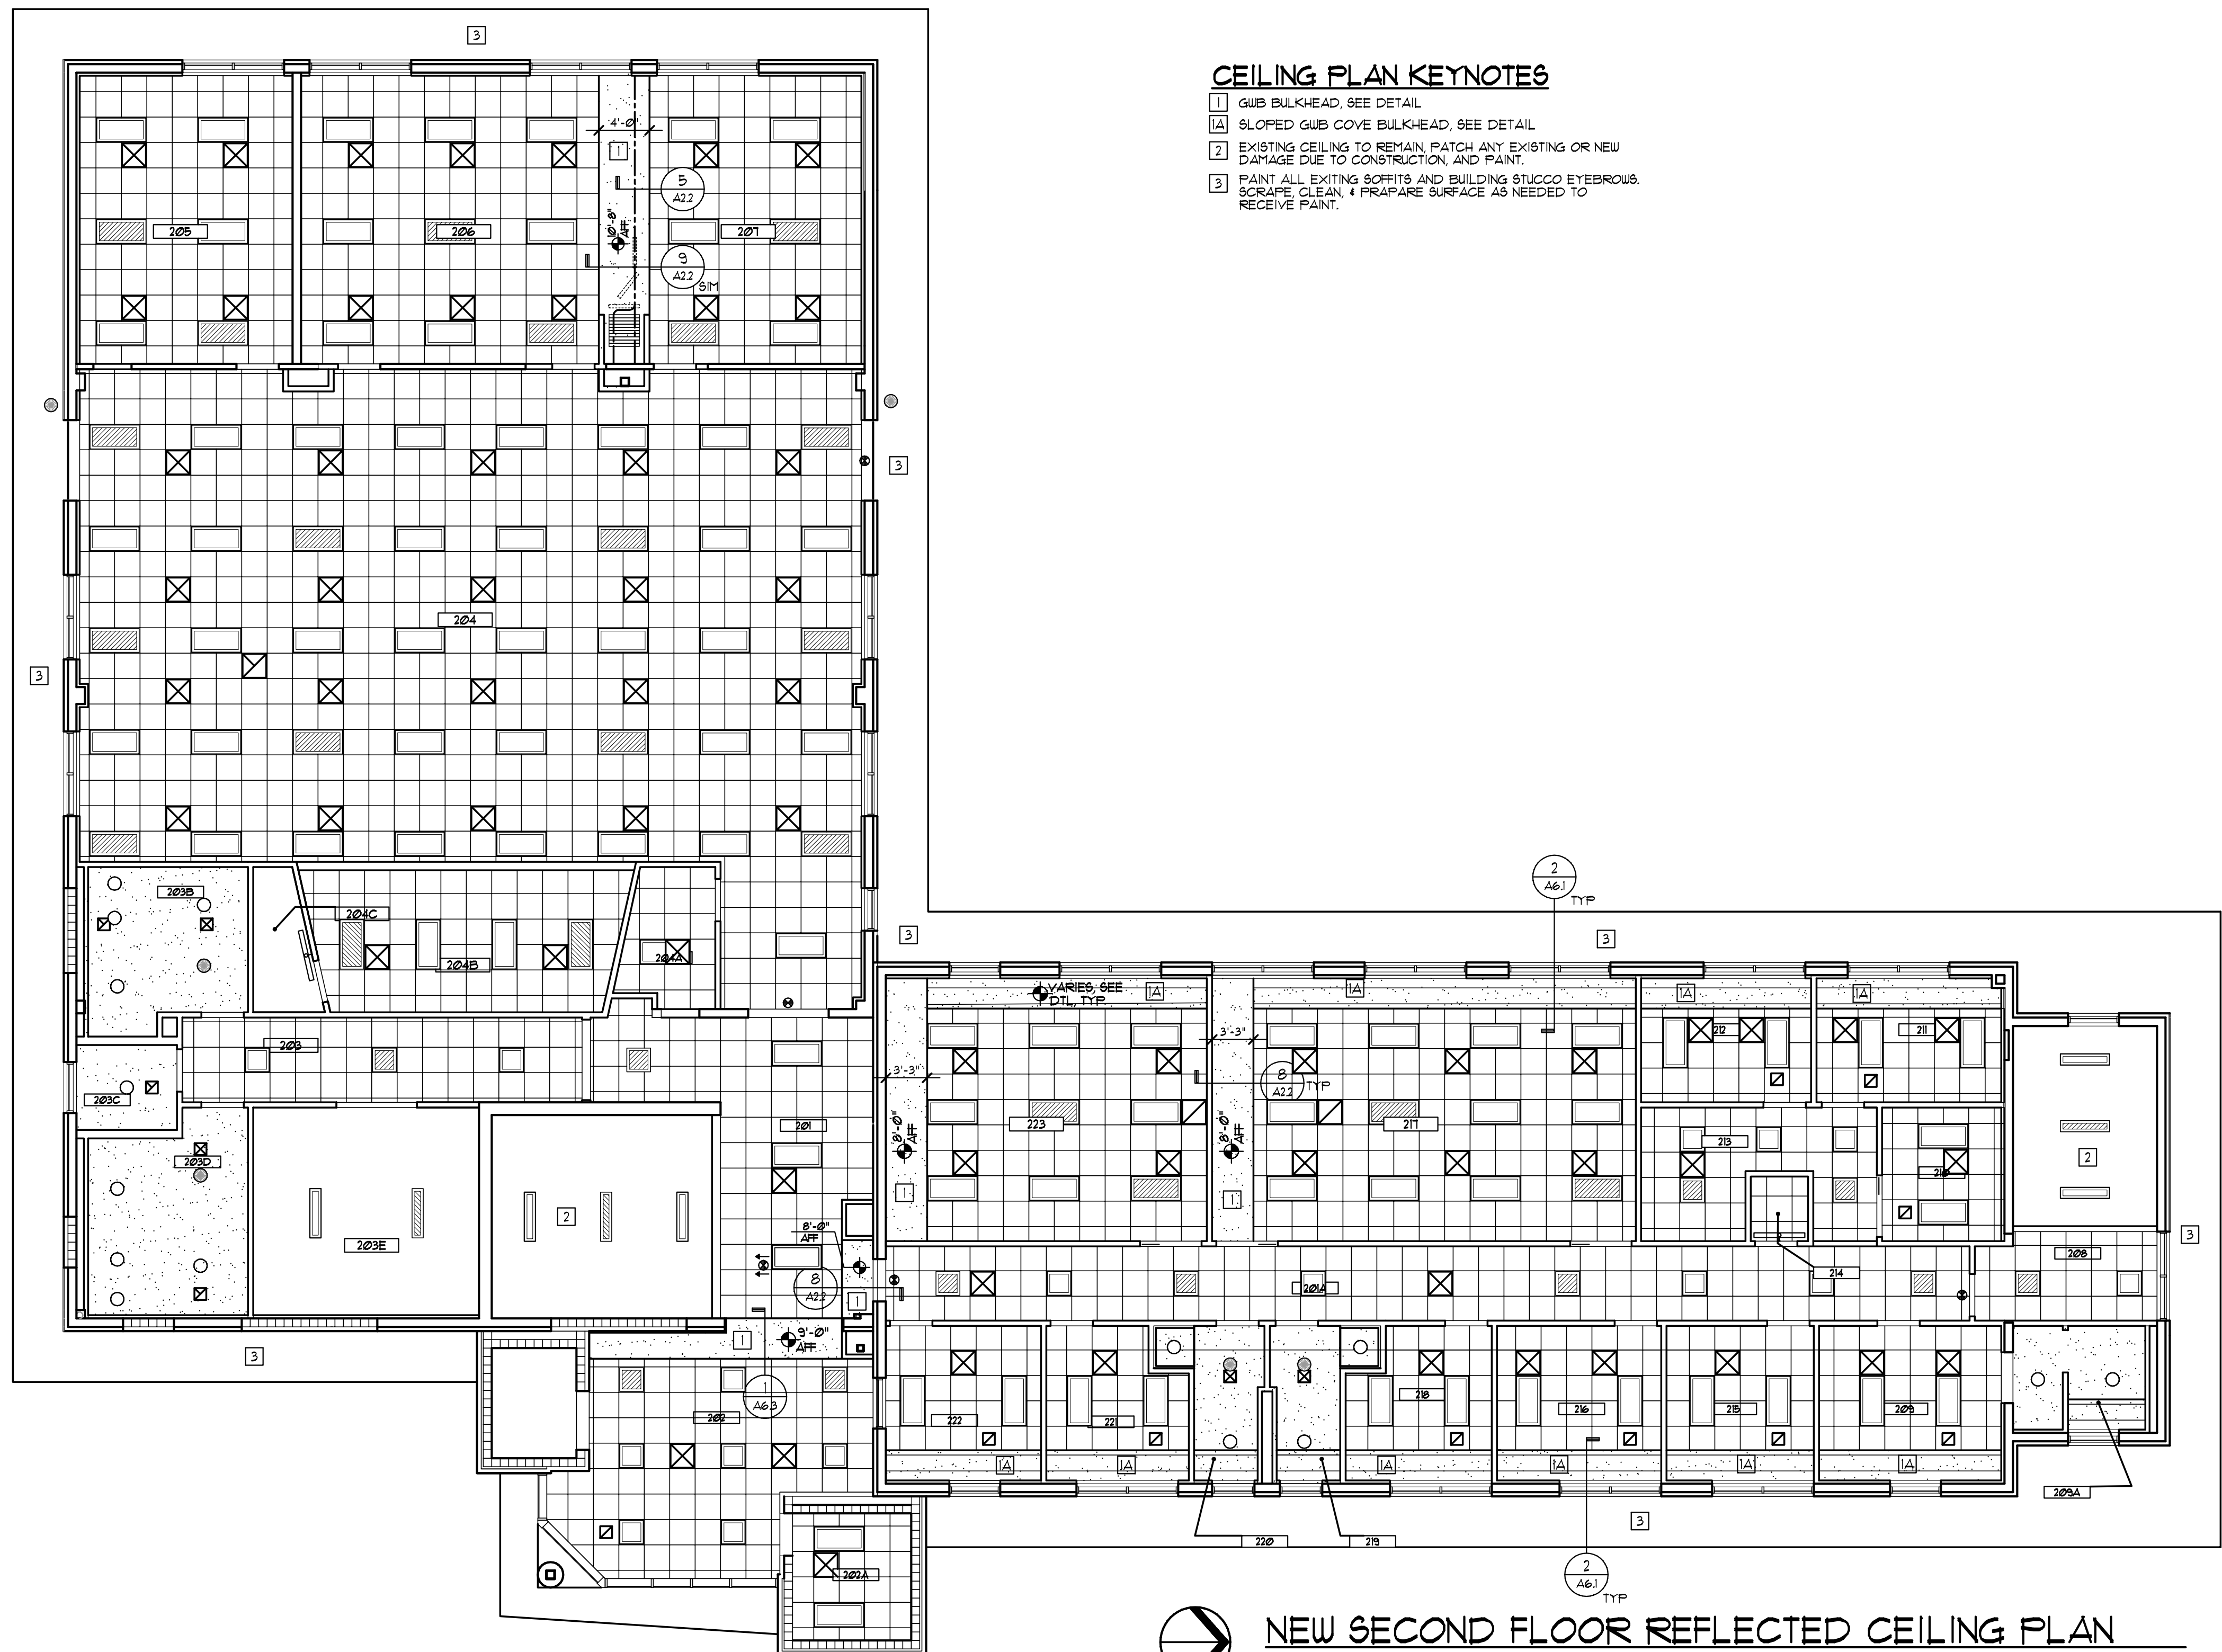 3
CEILING PLAN KEYNOTES
1 GWB BULKHEAD, SEE DETAIL
1A SLOPED GWB COVE BULKHEAD, SEE DETAIL
2 EXISTING CEILING TO REMAIN, PATCH ANY EXISTING OR NEW
DAMAGE DUE TO CONSTRUCTION, AND PAINT.
3 PAINT ALL EXITING SOFFITS AND BUILDING STUCCO EYEBROWS.
SCRAPE, CLEAN, & PRAPARE SURFACE AS NEEDED TO
RECEIVE PAINT.
4'-0"
1
5
A2.2
10'-8"
AFF
205
206
207
9
A2.2
SIM
3
204
3
203B
204C
204B
204A
3
3
2
A6.1
TYP
VARIES, SEE
DTL, TYP
1A
1A
1A
1A
212
211
3'-3"
3'-3"
203
203C
8
A2.2
TYP
223
217
8'-0"
AFF
8'-0"
AFF
201
213
210
2
203D
1
1
203E
2
8'-0"
AFF
8
A2.2
1
201A
214
208
3
1
9'-0"
AFF
3
1
A6.3
202
222
221
218
216
215
209
1A
1A
1A
1A
1A
1A
209A
3
220
219
2
A6.1
TYP
202A
NEW SECOND FLOOR REFLECTED CEILING PLAN